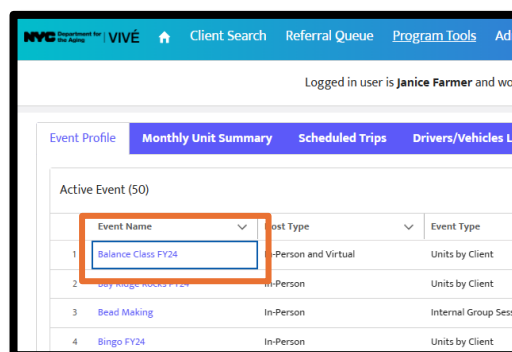 NYC Department for the Aging | VIVÉ Client Search Referral Queue Program Tools Ad
Logged in user is Janice Farmer and wo
Event Profile Monthly Unit Summary Scheduled Trips Drivers/Vehicles L
Active Event (50)
Event Name Host Type Event Type
1 Balance Class FY24 In-Person and Virtual Units by Client
2 Bay Ridge Rocks FY24 In-Person Units by Client
3 Bead Making In-Person Internal Group Ses
4 Bingo FY24 In-Person Units by Client